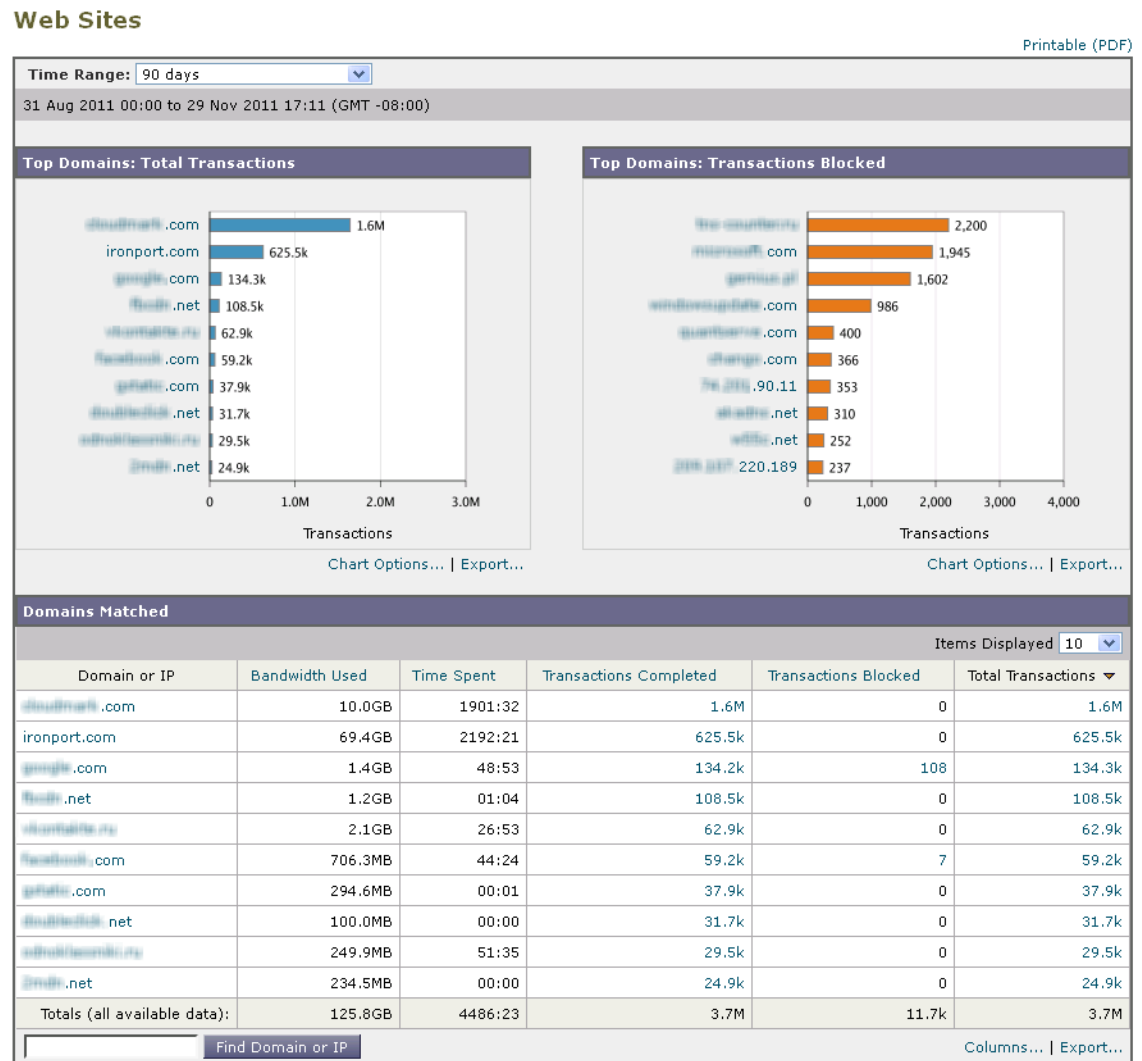 Web Sites
Printable (PDF)
Time Range: 90 days
31 Aug 2011 00:00 to 29 Nov 2011 17:11 (GMT -08:00)
Top Domains: Total Transactions
.com 1.6M
ironport.com 625.5k
.com 134.3k
.net 108.5k
62.9k
.com 59.2k
.com 37.9k
.net 31.7k
29.5k
.net 24.9k
0 1.0M 2.0M 3.0M
Transactions
Chart Options... | Export...
Top Domains: Transactions Blocked
2,200
.com 1,945
1,602
.com 986
.com 400
.com 366
.90.11 353
.net 310
.net 252
220.189 237
0 1,000 2,000 3,000 4,000
Transactions
Chart Options... | Export...
Domains Matched
Items Displayed 10
Domain or IP Bandwidth Used Time Spent Transactions Completed Transactions Blocked Total Transactions
.com 10.0GB 1901:32 1.6M 0 1.6M
ironport.com 69.4GB 2192:21 625.5k 0 625.5k
.com 1.4GB 48:53 134.2k 108 134.3k
.net 1.2GB 01:04 108.5k 0 108.5k
2.1GB 26:53 62.9k 0 62.9k
.com 706.3MB 44:24 59.2k 7 59.2k
.com 294.6MB 00:01 37.9k 0 37.9k
net 100.0MB 00:00 31.7k 0 31.7k
249.9MB 51:35 29.5k 0 29.5k
.net 234.5MB 00:00 24.9k 0 24.9k
Totals (all available data): 125.8GB 4486:23 3.7M 11.7k 3.7M
Find Domain or IP
Columns... | Export...